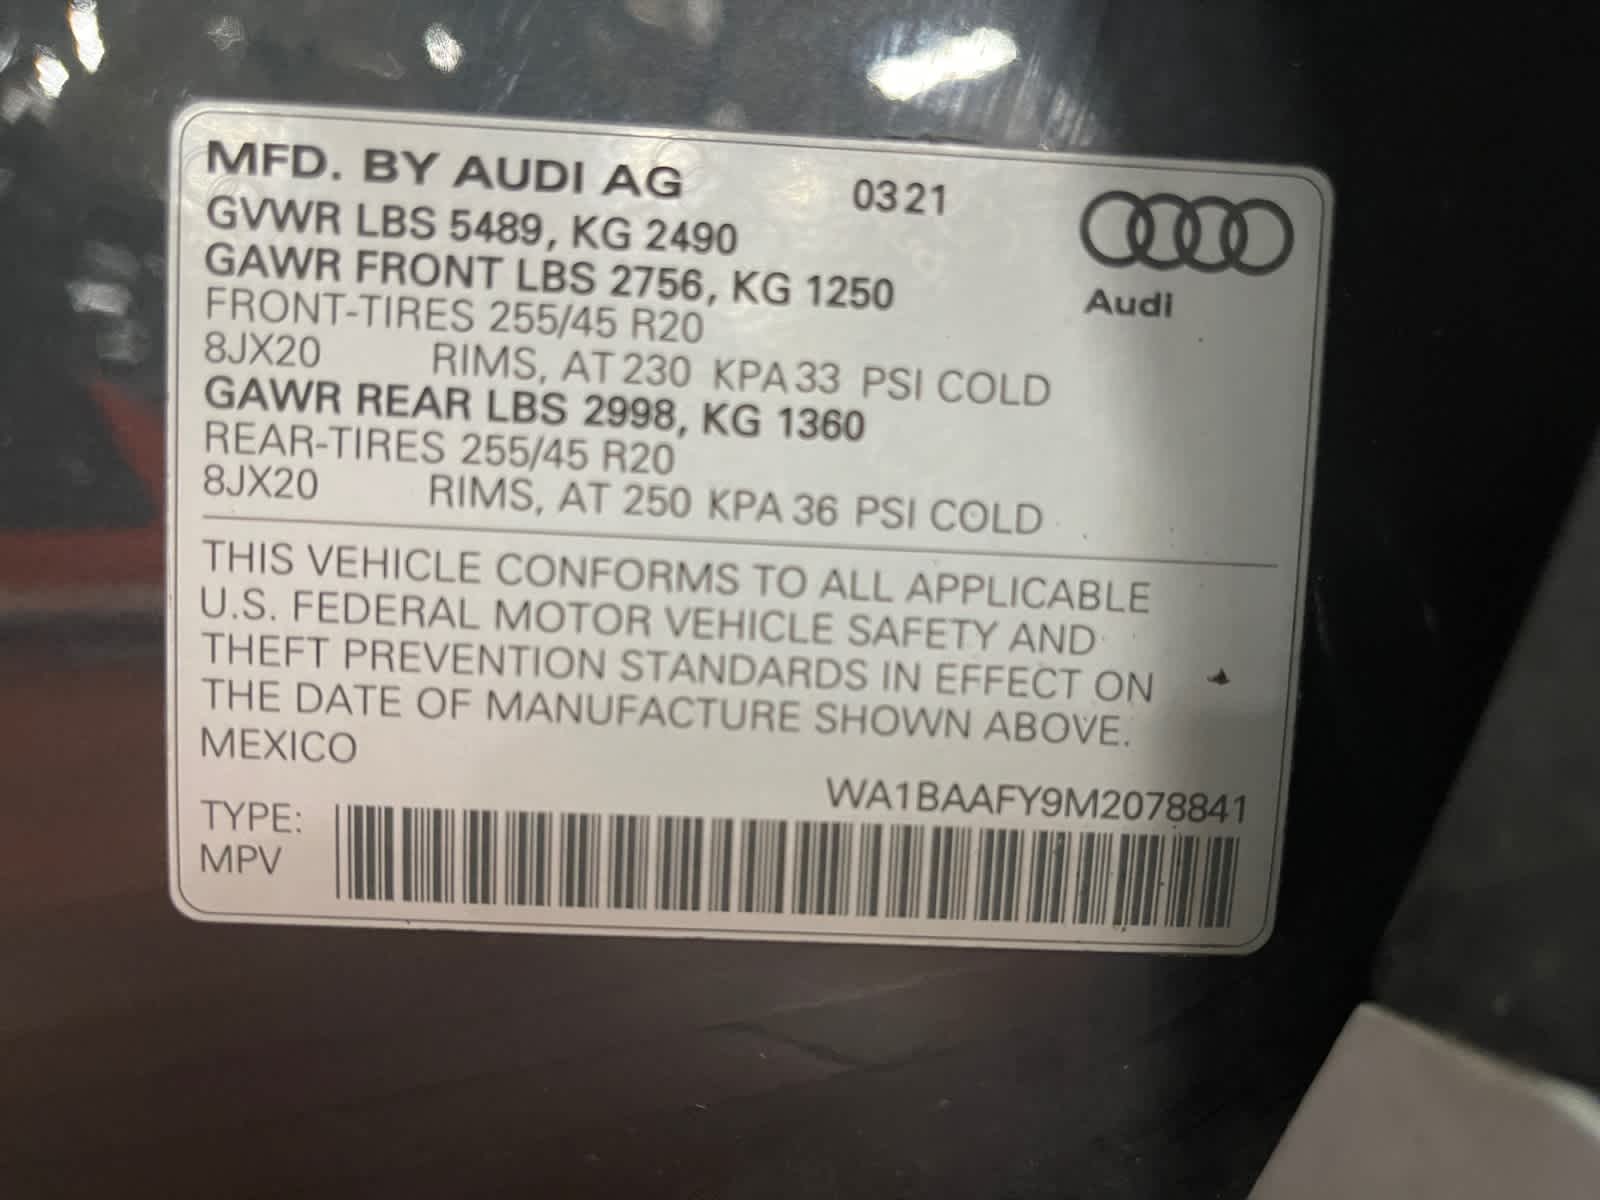 MFD. BY AUDI AG 0321
GVWR LBS 5489, KG 2490
GAWR FRONT LBS 2756, KG 1250
Audi
FRONT-TIRES 255/45 R20
8JX20 RIMS, AT 230 KPA 33 PSI COLD
GAWR REAR LBS 2998, KG 1360
REAR-TIRES 255/45 R20
8JX20 RIMS, AT 250 KPA 36 PSI COLD
THIS VEHICLE CONFORMS TO ALL APPLICABLE
U.S. FEDERAL MOTOR VEHICLE SAFETY AND
THEFT PREVENTION STANDARDS IN EFFECT ON
THE DATE OF MANUFACTURE SHOWN ABOVE.
MEXICO
WA1BAAFY9M2078841
TYPE:
MPV